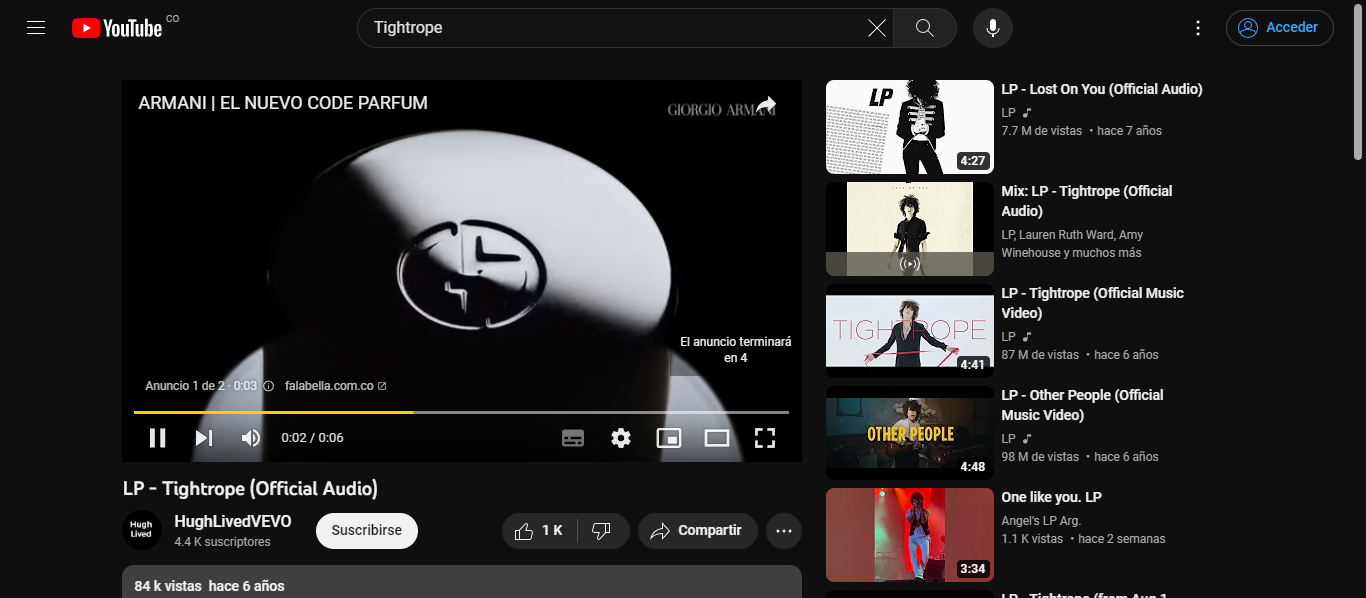 YouTube CO
Tightrope
Acceder
ARMANI | EL NUEVO CODE PARFUM
GIORGIO ARMANI
El anuncio terminará
en 4
Anuncio 1 de 2 · 0:03
falabella.com.co
0:02 / 0:06
LP - Tightrope (Official Audio)
Hugh
Lived
HughLivedVEVO
4.4 K suscriptores
Suscribirse
1 K
Compartir
84 k vistas hace 6 años
LP
4:27
LP - Lost On You (Official Audio)
LP
7.7 M de vistas • hace 7 años
Mix: LP - Tightrope (Official
Audio)
LP, Lauren Ruth Ward, Amy
Winehouse y muchos más
TIGHTROPE
4:41
LP - Tightrope (Official Music
Video)
LP
87 M de vistas • hace 6 años
OTHER PEOPLE
4:48
LP - Other People (Official
Music Video)
LP
98 M de vistas • hace 6 años
3:34
One like you. LP
Angel's LP Arg.
1.1 K vistas • hace 2 semanas
LP - Tightrope (from Aug 1